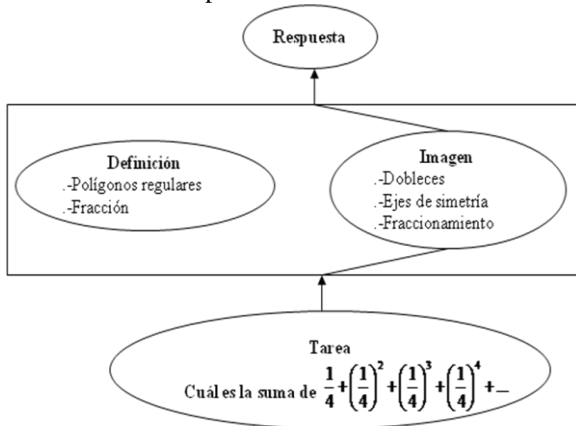 Respuesta
Definición
.-Polígonos regulares
.-Fracción
Imagen
.-Dobleces
.-Ejes de simetría
.-Fraccionamiento
Tarea
Cuál es la suma de 1/4+(1/4)^2+(1/4)^3+(1/4)^4+...